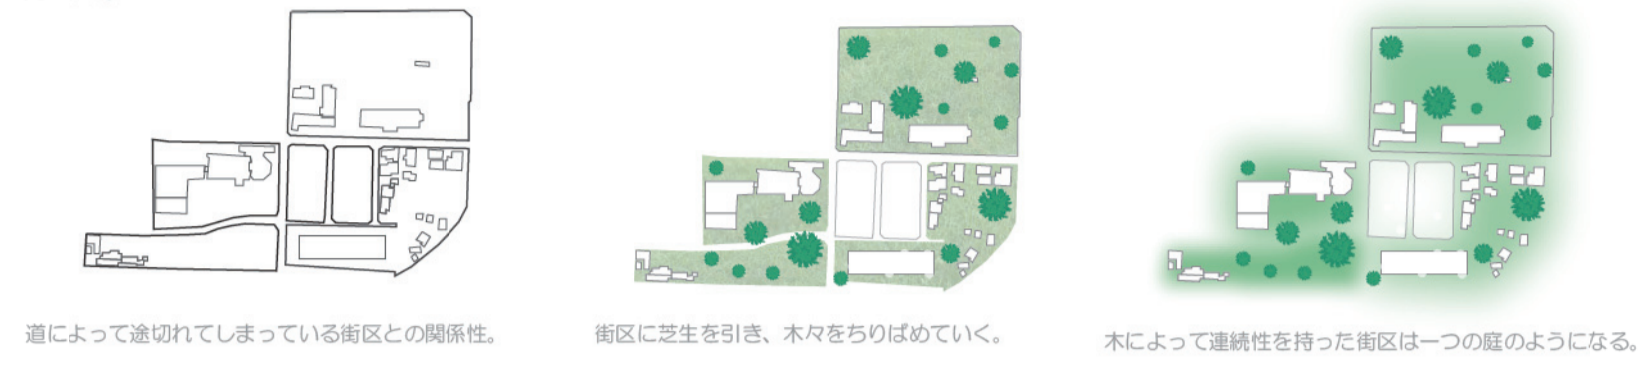 道によって途切れてしまっている街区との関係性。
街区に芝生を引き、木々をちりばめていく。
木によって連続性を持った街区は一つの庭のようになる。